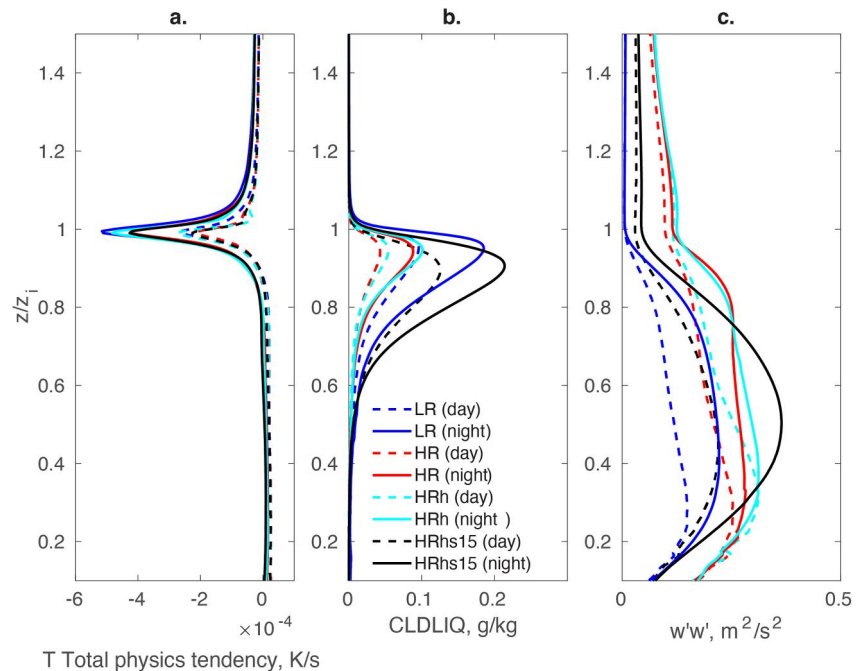 a.
b.
c.
z/z_i
1.4
1.2
1
0.8
0.6
0.4
0.2
-6
-4
-2
0
×10^-4
T Total physics tendency, K/s
LR (day)
LR (night)
HR (day)
HR (night)
HRh (day)
HRh (night )
HRhs15 (day)
HRhs15 (night)
0
0.1
0.2
CLDLIQ, g/kg
0
0.5
w'w', m^2/s^2